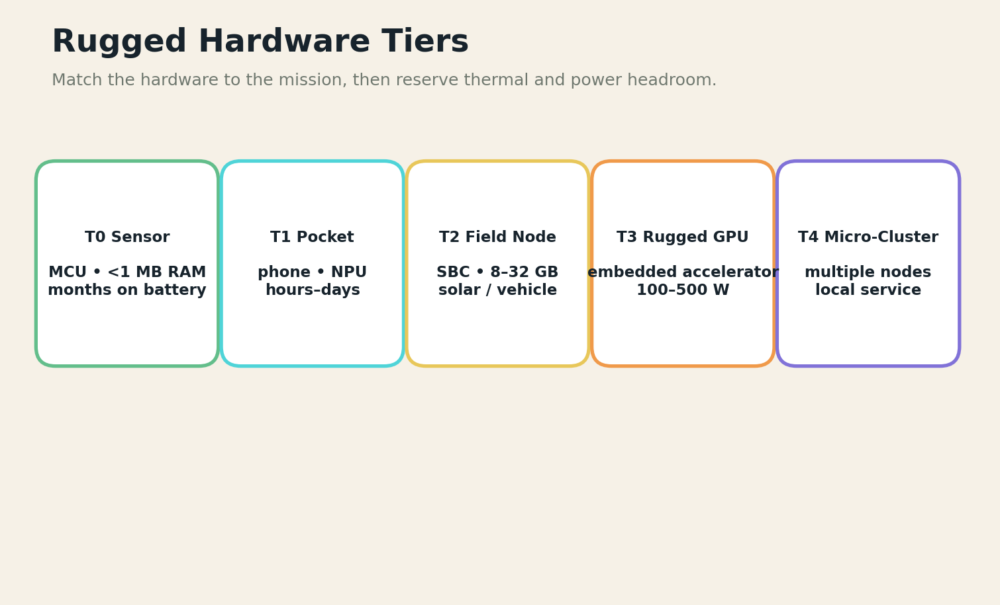 Rugged Hardware Tiers
Match the hardware to the mission, then reserve thermal and power headroom.
T0 Sensor
MCU • <1 MB RAM
months on battery
T1 Pocket
phone • NPU
hours–days
T2 Field Node
SBC • 8–32 GB
solar / vehicle
T3 Rugged GPU
embedded accelerator
100–500 W
T4 Micro-Cluster
multiple nodes
local service